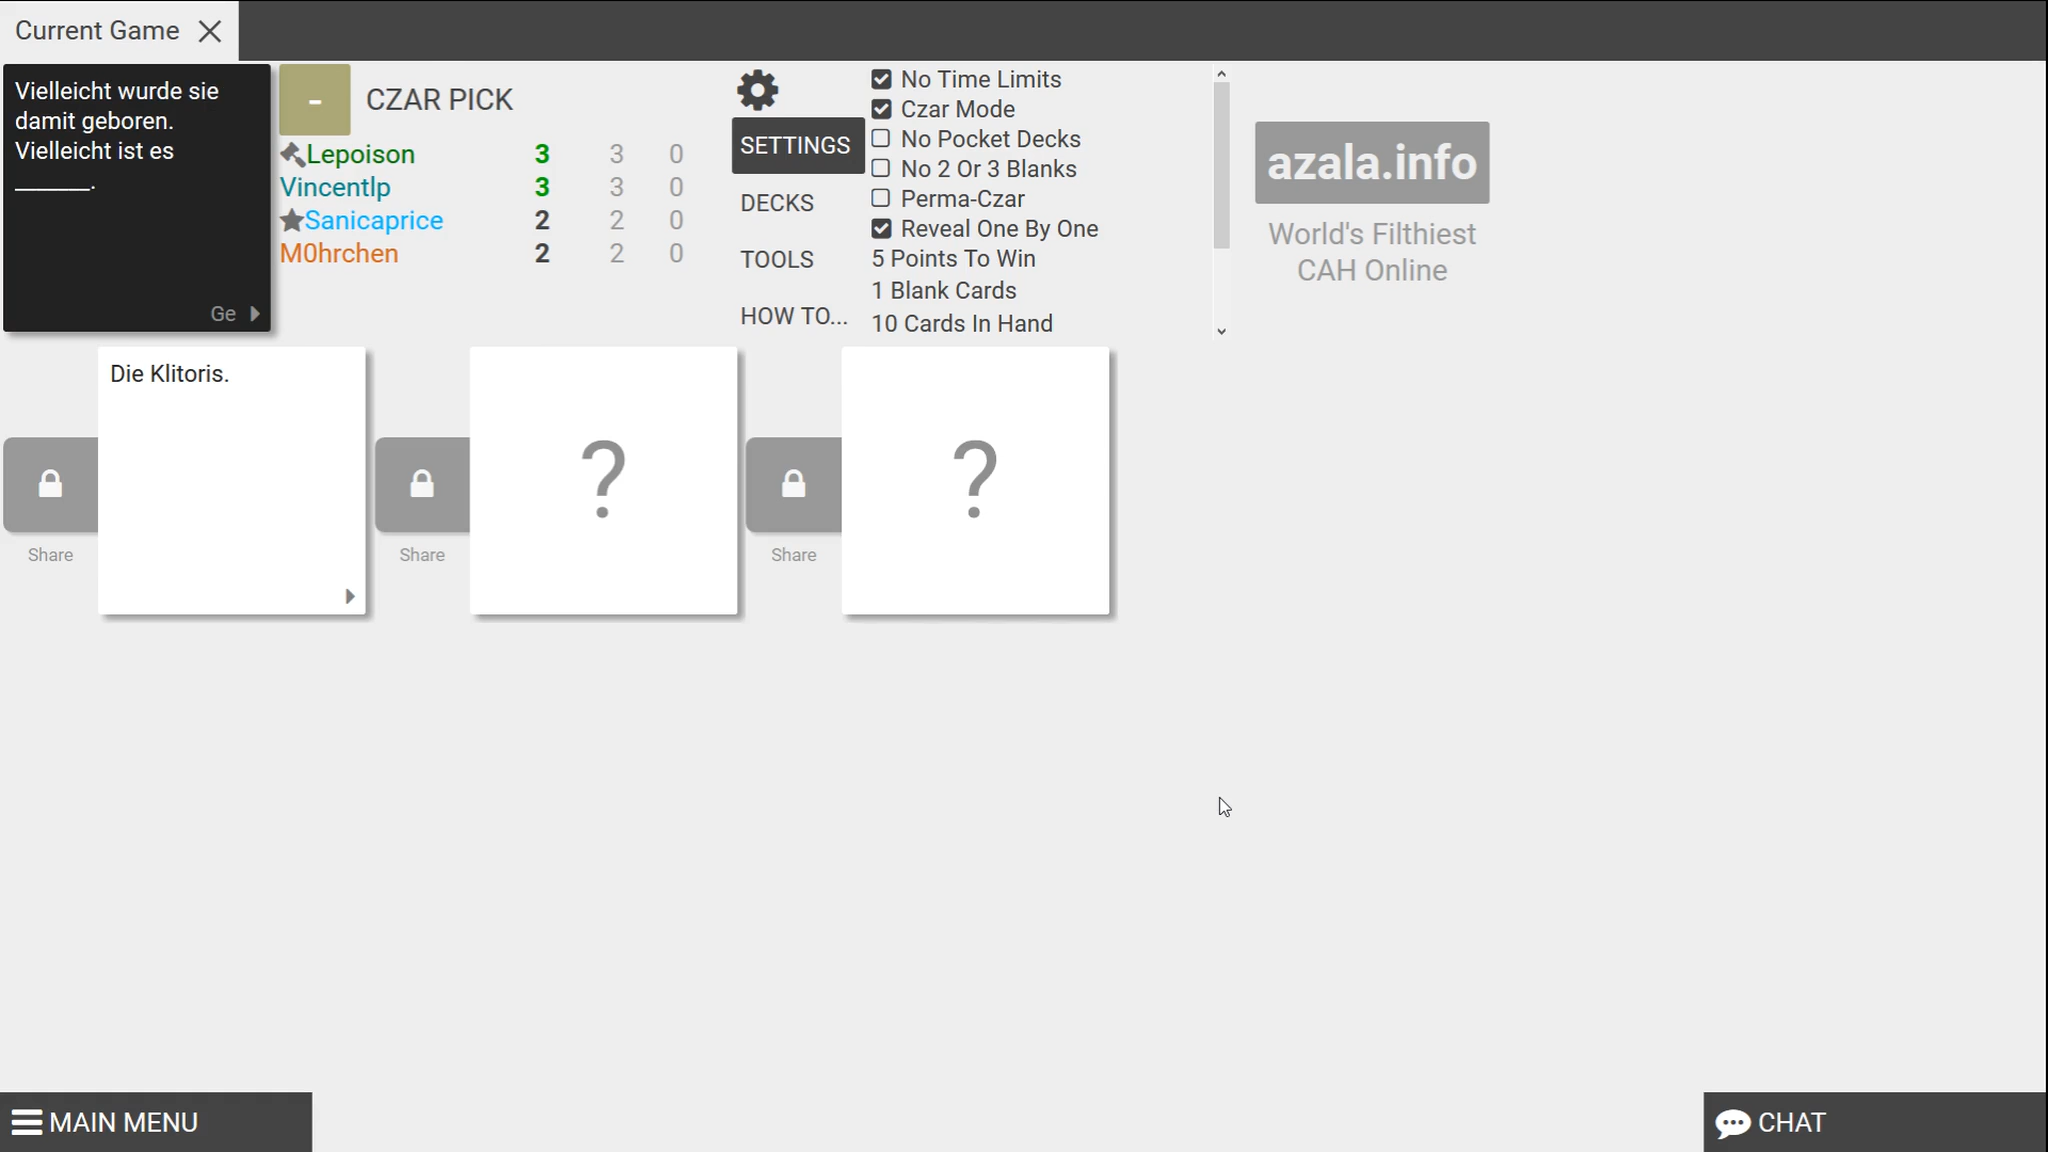 Current Game
Vielleicht wurde sie
damit geboren.
Vielleicht ist es
______.
Ge
-
CZAR PICK
Lepoison 3 3 0
Vincentlp 3 3 0
Sanicaprice 2 2 0
M0hrchen 2 2 0
SETTINGS
DECKS
TOOLS
HOW TO...
No Time Limits
Czar Mode
No Pocket Decks
No 2 Or 3 Blanks
Perma-Czar
Reveal One By One
5 Points To Win
1 Blank Cards
10 Cards In Hand
azala.info
World's Filthiest
CAH Online
Die Klitoris.
Share
?
Share
?
Share
MAIN MENU
CHAT